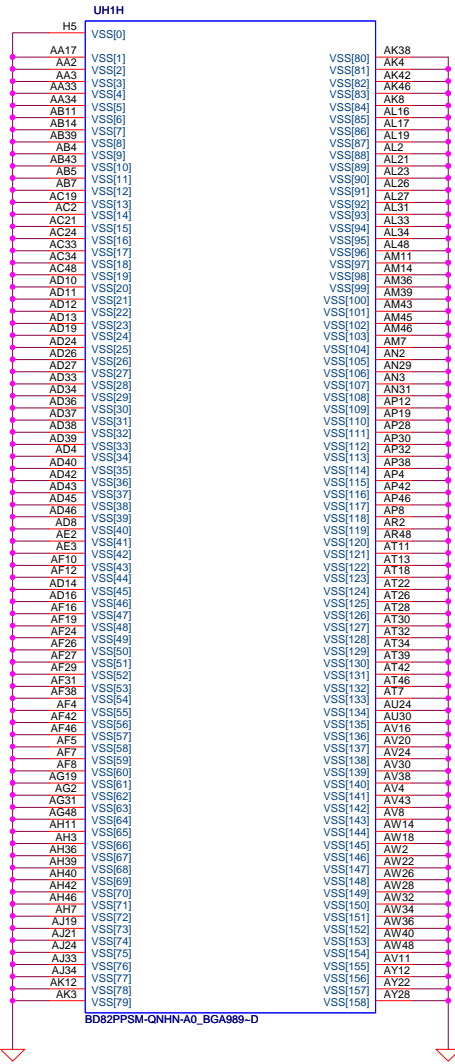 UH1H
H5 VSS[0]
AA17 VSS[1] VSS[80] AK38
AA2 VSS[2] VSS[81] AK4
AA3 VSS[3] VSS[82] AK42
AA33 VSS[4] VSS[83] AK46
AA34 VSS[5] VSS[84] AK8
AB11 VSS[6] VSS[85] AL16
AB14 VSS[7] VSS[86] AL17
AB39 VSS[8] VSS[87] AL19
AB4 VSS[9] VSS[88] AL2
AB43 VSS[10] VSS[89] AL21
AB5 VSS[11] VSS[90] AL23
AB7 VSS[12] VSS[91] AL26
AC19 VSS[13] VSS[92] AL27
AC2 VSS[14] VSS[93] AL31
AC21 VSS[15] VSS[94] AL33
AC24 VSS[16] VSS[95] AL34
AC33 VSS[17] VSS[96] AL48
AC34 VSS[18] VSS[97] AM11
AC48 VSS[19] VSS[98] AM14
AD10 VSS[20] VSS[99] AM36
AD11 VSS[21] VSS[100] AM39
AD12 VSS[22] VSS[101] AM43
AD13 VSS[23] VSS[102] AM45
AD19 VSS[24] VSS[103] AM46
AD24 VSS[25] VSS[104] AM7
AD26 VSS[26] VSS[105] AN2
AD27 VSS[27] VSS[106] AN29
AD33 VSS[28] VSS[107] AN3
AD34 VSS[29] VSS[108] AN31
AD36 VSS[30] VSS[109] AP12
AD37 VSS[31] VSS[110] AP19
AD38 VSS[32] VSS[111] AP28
AD39 VSS[33] VSS[112] AP30
AD4 VSS[34] VSS[113] AP32
AD40 VSS[35] VSS[114] AP38
AD42 VSS[36] VSS[115] AP4
AD43 VSS[37] VSS[116] AP42
AD45 VSS[38] VSS[117] AP46
AD46 VSS[39] VSS[118] AP8
AD8 VSS[40] VSS[119] AR2
AE2 VSS[41] VSS[120] AR48
AE3 VSS[42] VSS[121] AT11
AF10 VSS[43] VSS[122] AT13
AF12 VSS[44] VSS[123] AT18
AD14 VSS[45] VSS[124] AT22
AD16 VSS[46] VSS[125] AT26
AF16 VSS[47] VSS[126] AT28
AF19 VSS[48] VSS[127] AT30
AF24 VSS[49] VSS[128] AT32
AF26 VSS[50] VSS[129] AT34
AF27 VSS[51] VSS[130] AT39
AF29 VSS[52] VSS[131] AT42
AF31 VSS[53] VSS[132] AT46
AF38 VSS[54] VSS[133] AT7
AF4 VSS[55] VSS[134] AU24
AF42 VSS[56] VSS[135] AU30
AF46 VSS[57] VSS[136] AV16
AF5 VSS[58] VSS[137] AV20
AF7 VSS[59] VSS[138] AV24
AF8 VSS[60] VSS[139] AV30
AG19 VSS[61] VSS[140] AV38
AG2 VSS[62] VSS[141] AV4
AG31 VSS[63] VSS[142] AV43
AG48 VSS[64] VSS[143] AV8
AH11 VSS[65] VSS[144] AW14
AH3 VSS[66] VSS[145] AW18
AH36 VSS[67] VSS[146] AW2
AH39 VSS[68] VSS[147] AW22
AH40 VSS[69] VSS[148] AW26
AH42 VSS[70] VSS[149] AW28
AH46 VSS[71] VSS[150] AW32
AH7 VSS[72] VSS[151] AW34
AJ19 VSS[73] VSS[152] AW36
AJ21 VSS[74] VSS[153] AW40
AJ24 VSS[75] VSS[154] AW48
AJ33 VSS[76] VSS[155] AV11
AJ34 VSS[77] VSS[156] AY12
AK12 VSS[78] VSS[157] AY22
AK3 VSS[79] VSS[158] AY28
BD82PPSM-QNHN-A0_BGA989~D